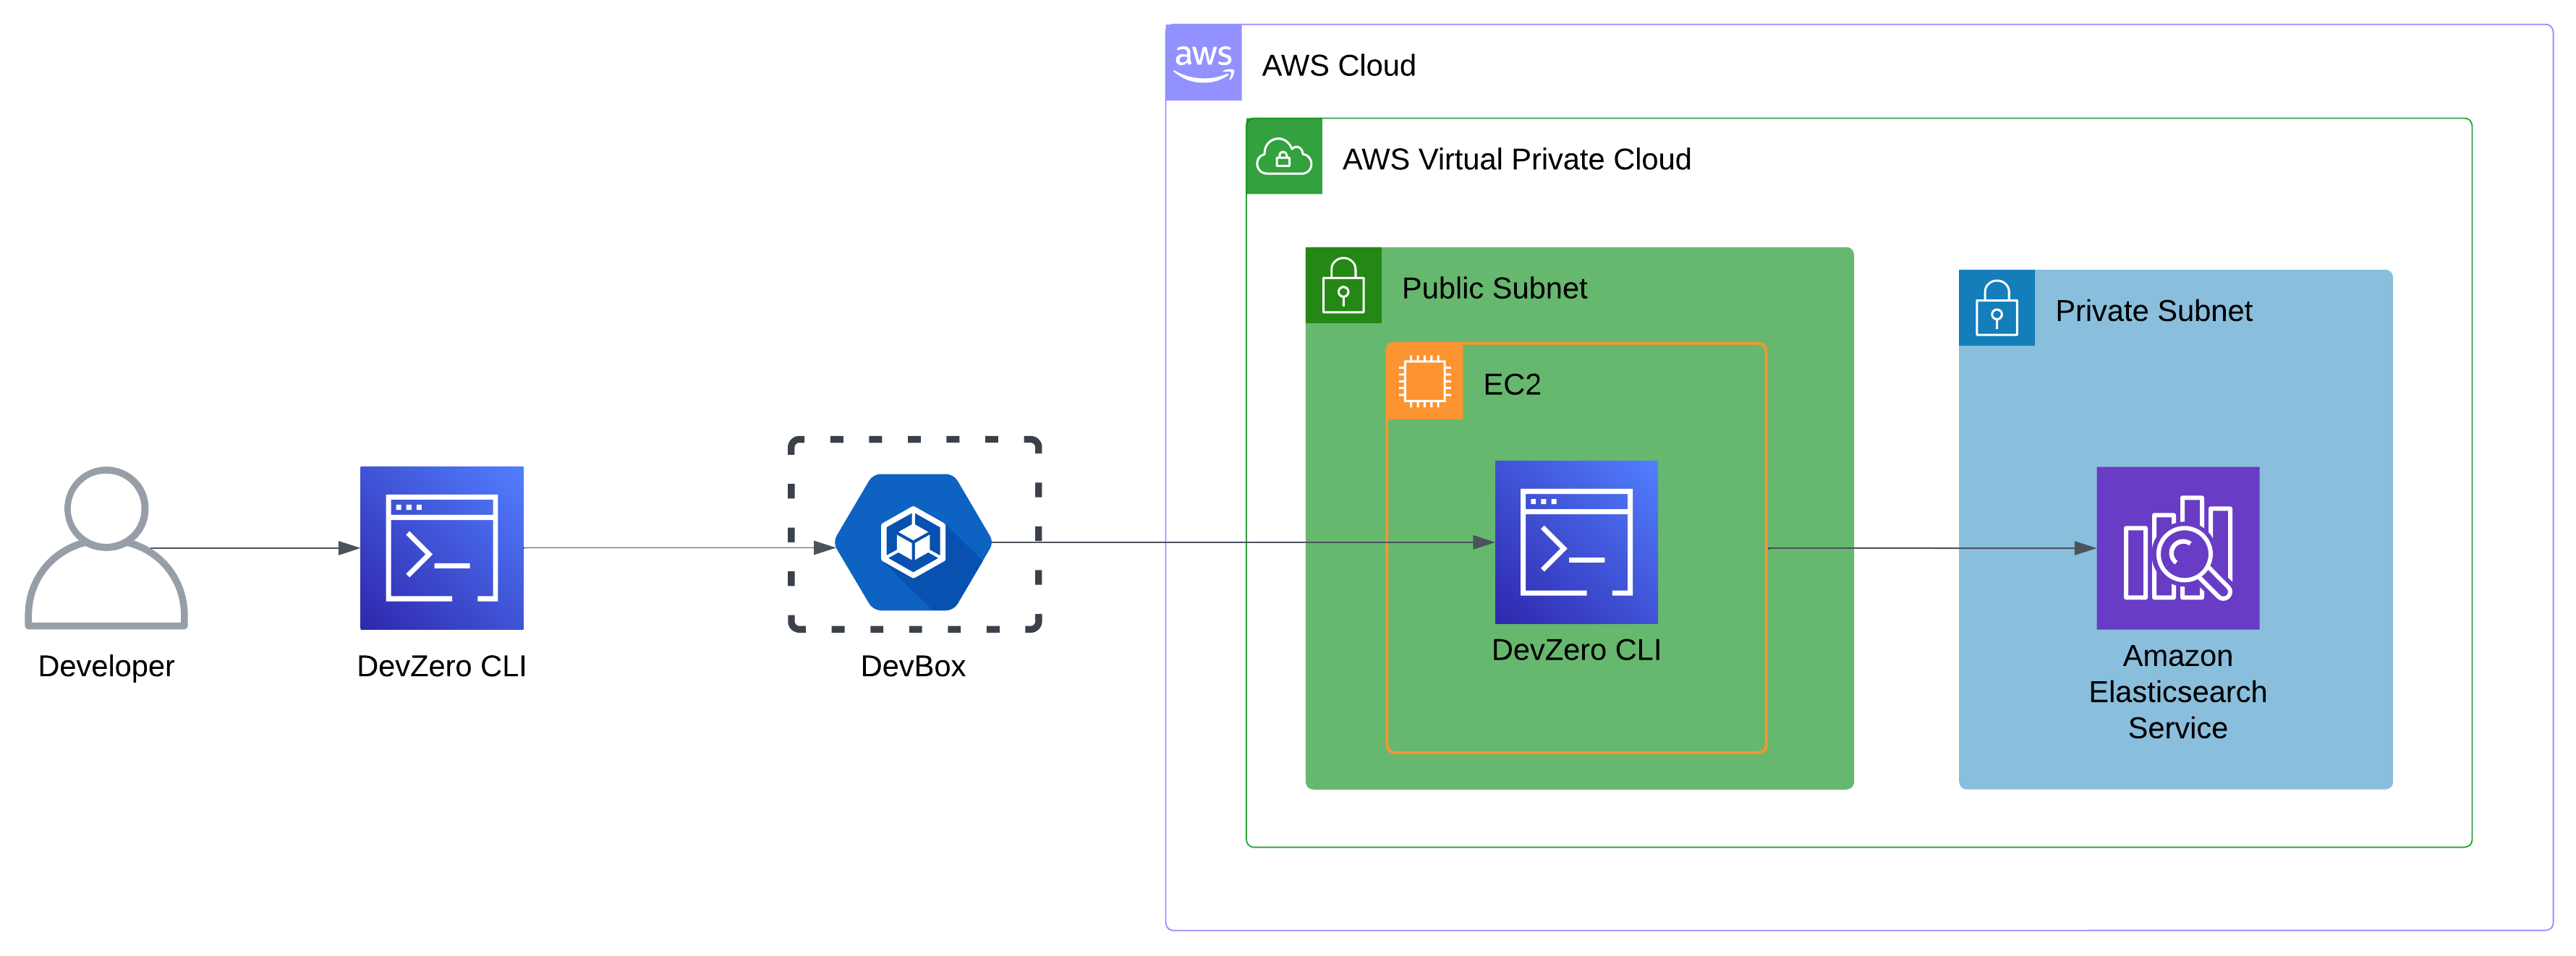 aws
AWS Cloud
AWS Virtual Private Cloud
Public Subnet
Private Subnet
EC2
Developer
DevZero CLI
DevBox
DevZero CLI
Amazon
Elasticsearch
Service